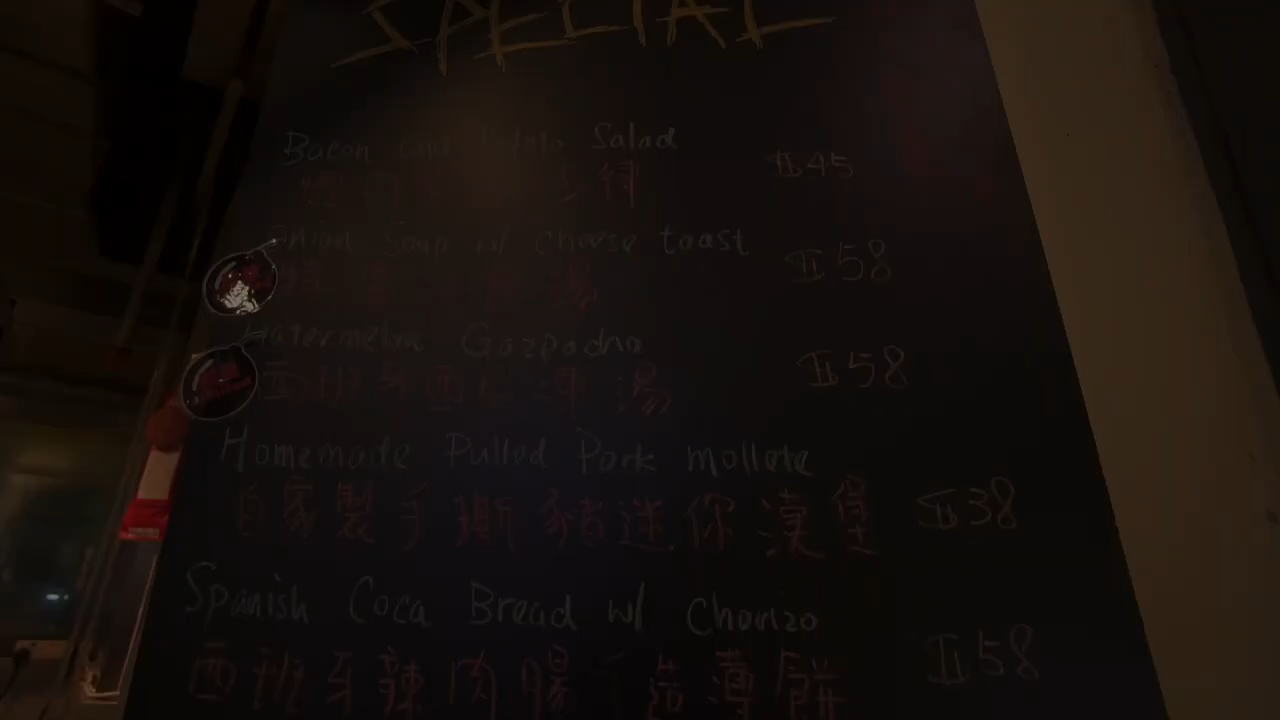 SPECIAL
Bacon and Potato Salad
$45
Onion Soup w/ cheese toast
$58
Watermelon Gazpacho
$58
西班牙西瓜凍湯
Homemade Pulled Pork mollete
自家製手撕豬迷你漢堡 $38
Spanish Coca Bread w/ Chorizo
西班牙辣肉腸 薄餅 $58